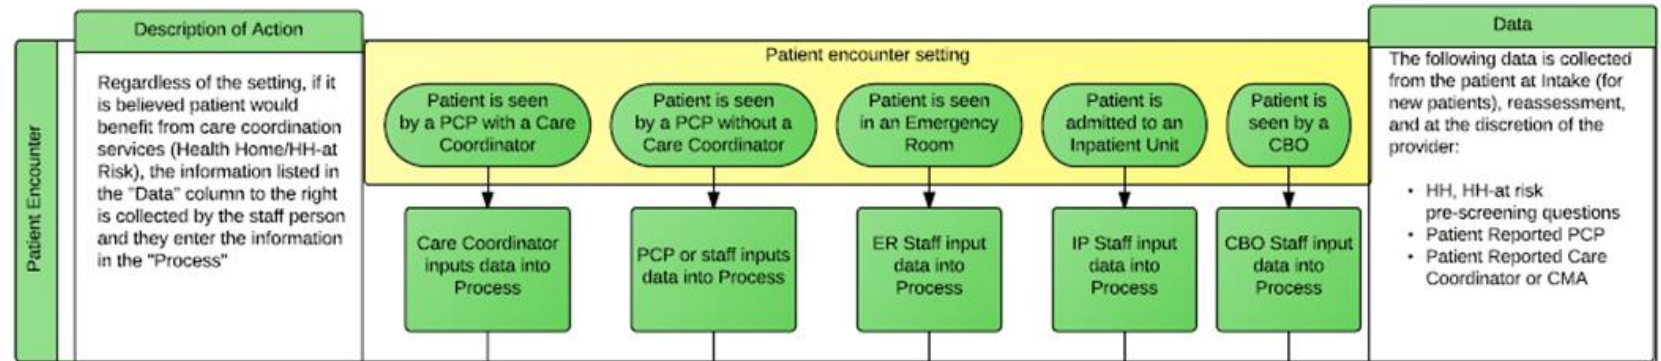 Patient Encounter
Description of Action
Regardless of the setting, if it
is believed patient would
benefit from care coordination
services (Health Home/HH-at
Risk), the information listed in
the "Data" column to the right
is collected by the staff person
and they enter the information
in the "Process"
Patient encounter setting
Patient is seen
by a PCP with a Care
Coordinator
Patient is seen
by a PCP without a
Care Coordinator
Patient is seen
in an Emergency
Room
Patient is
admitted to an
Inpatient Unit
Patient is
seen by a
CBO
Care Coordinator
inputs data into
Process
PCP or staff inputs
data into Process
ER Staff input
data into
Process
IP Staff input
data into
Process
CBO Staff input
data into
Process
Data
The following data is collected
from the patient at Intake (for
new patients), reassessment,
and at the discretion of the
provider:
• HH, HH-at risk
pre-screening questions
• Patient Reported PCP
• Patient Reported Care
Coordinator or CMA